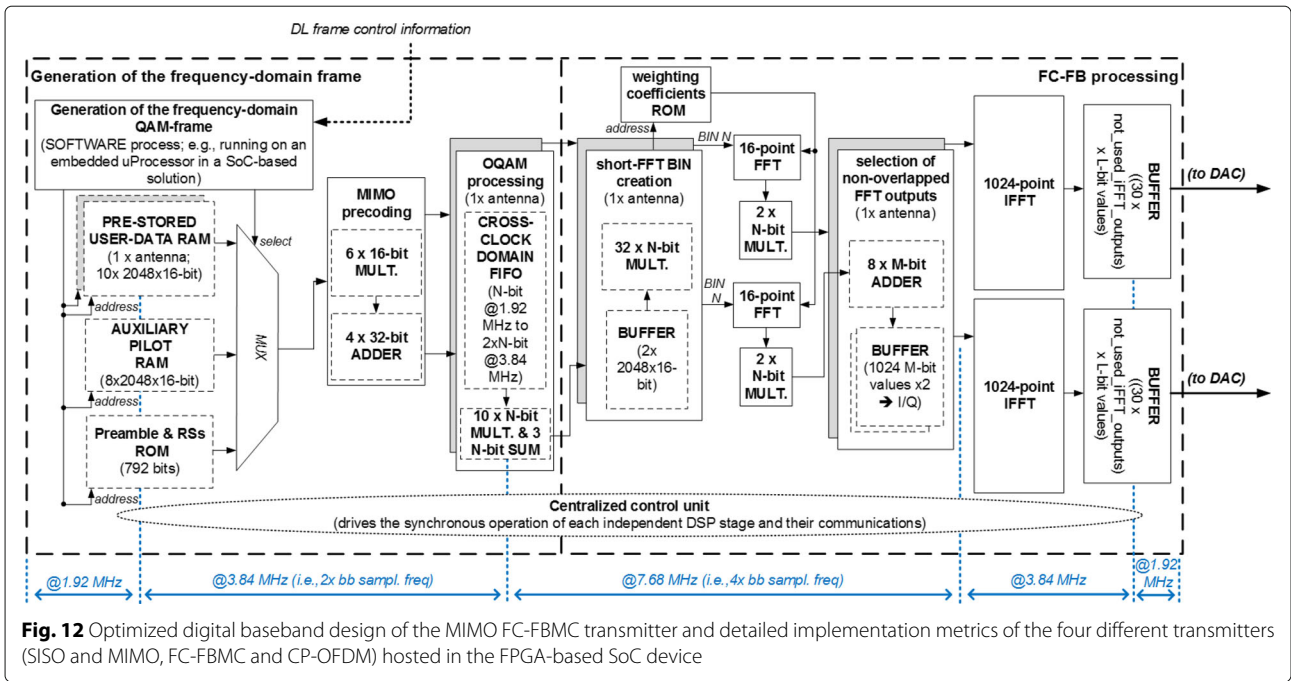 DL frame control information
Generation of the frequency-domain frame
FC-FB processing
Generation of the frequency-domain
QAM-frame
(SOFTWARE process; e.g., running on an
embedded uProcessor in a SoC-based
solution)
PRE-STORED
USER-DATA RAM
(1 x antenna;
10x 2048x16-bit)
address
AUXILIARY
PILOT
RAM
(8x2048x16-bit)
address
Preamble & RSs
ROM
(792 bits)
address
select
MUX
MIMO
precoding
6 x 16-bit
MULT.
4 x 32-bit
ADDER
OQAM
processing
(1x antenna)
CROSS-
CLOCK
DOMAIN
FIFO
(N-bit
@1.92
MHz to
2xN-bit
@3.84
MHz)
10 x N-bit
MULT. & 3
N-bit SUM
weighting
coefficients
ROM
address
short-FFT BIN
creation
(1x antenna)
32 x N-bit
MULT.
BUFFER
(2x
2048x16-
bit)
BIN N
16-point
FFT
2 x
N-bit
MULT.
BIN
N
16-point
FFT
2 x
N-bit
MULT.
selection of
non-overlapped
FFT outputs
(1x antenna)
8 x M-bit
ADDER
BUFFER
(1024 M-bit
values x2
➔ I/Q)
1024-point
IFFT
BUFFER
((30 x
not_used_iFFT_outputs
x L-bit values)
(to DAC)
1024-point
IFFT
BUFFER
((30 x
not_used_iFFT_outputs
x L-bit values)
(to DAC)
Centralized control unit
(drives the synchronous operation of each independent DSP stage and their communications)
@1.92 MHz
@3.84 MHz (i.e.,2x bb sampl. freq)
@7.68 MHz (i.e.,4x bb sampl. freq)
@3.84 MHz
@1.92
MHz
Fig. 12 Optimized digital baseband design of the MIMO FC-FBMC transmitter and detailed implementation metrics of the four different transmitters
(SISO and MIMO, FC-FBMC and CP-OFDM) hosted in the FPGA-based SoC device